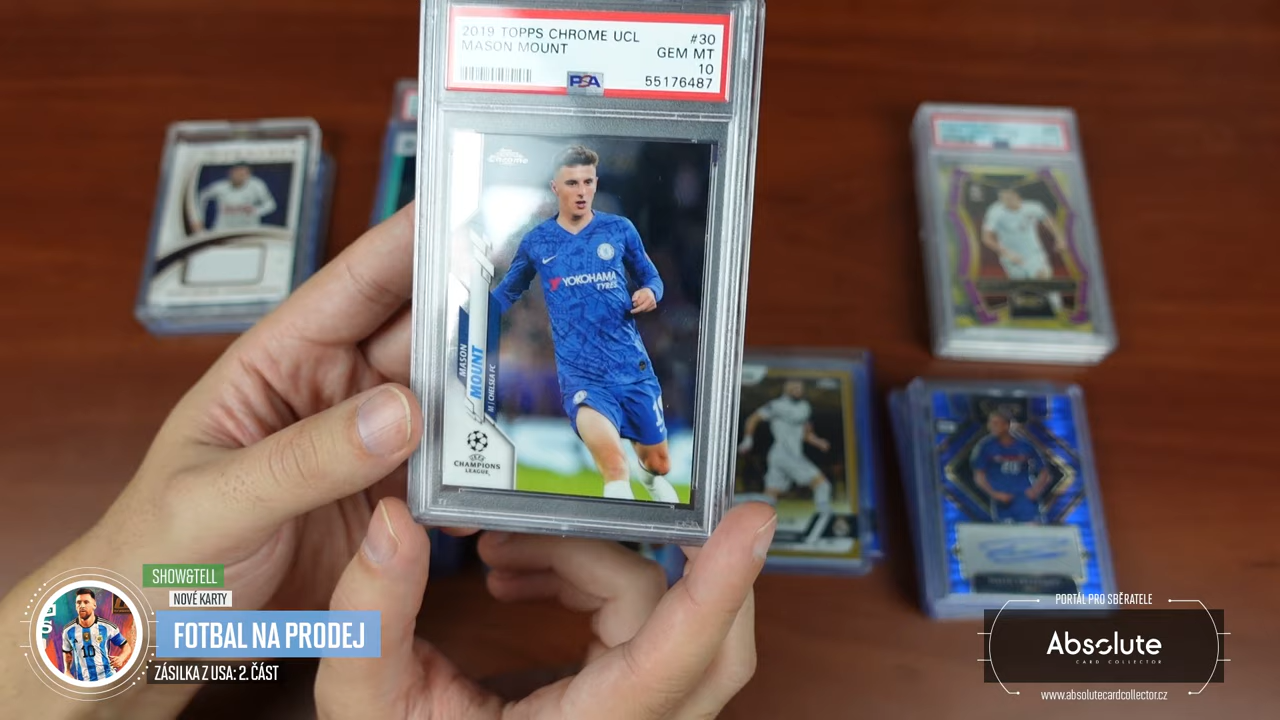 2019 TOPPS CHROME UCL
MASON MOUNT
#30
GEM MT
10
55176487
PSA
Chrome
YOKOHAMA
TYRES
MASON
MOUNT
M | CHELSEA FC
CHAMPIONS
LEAGUE
SHOW&TELL
NOVÉ KARTY
FOTBAL NA PRODEJ
ZÁSILKA Z USA: 2. ČÁST
PORTÁL PRO SBĚRATELE
Absolute
CARD COLLECTOR
www.absolutecardcollector.cz